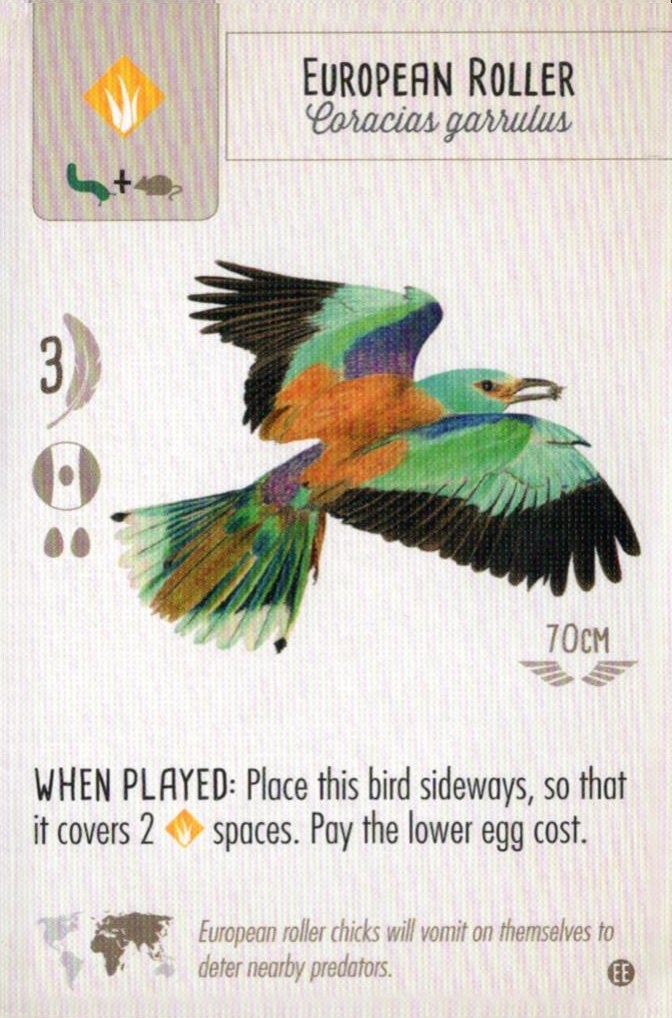 +
EUROPEAN ROLLER
Coracias garrulus
3
70CM
WHEN PLAYED: Place this bird sideways, so that
it covers 2 spaces. Pay the lower egg cost.
European roller chicks will vomit on themselves to
deter nearby predators.
EE